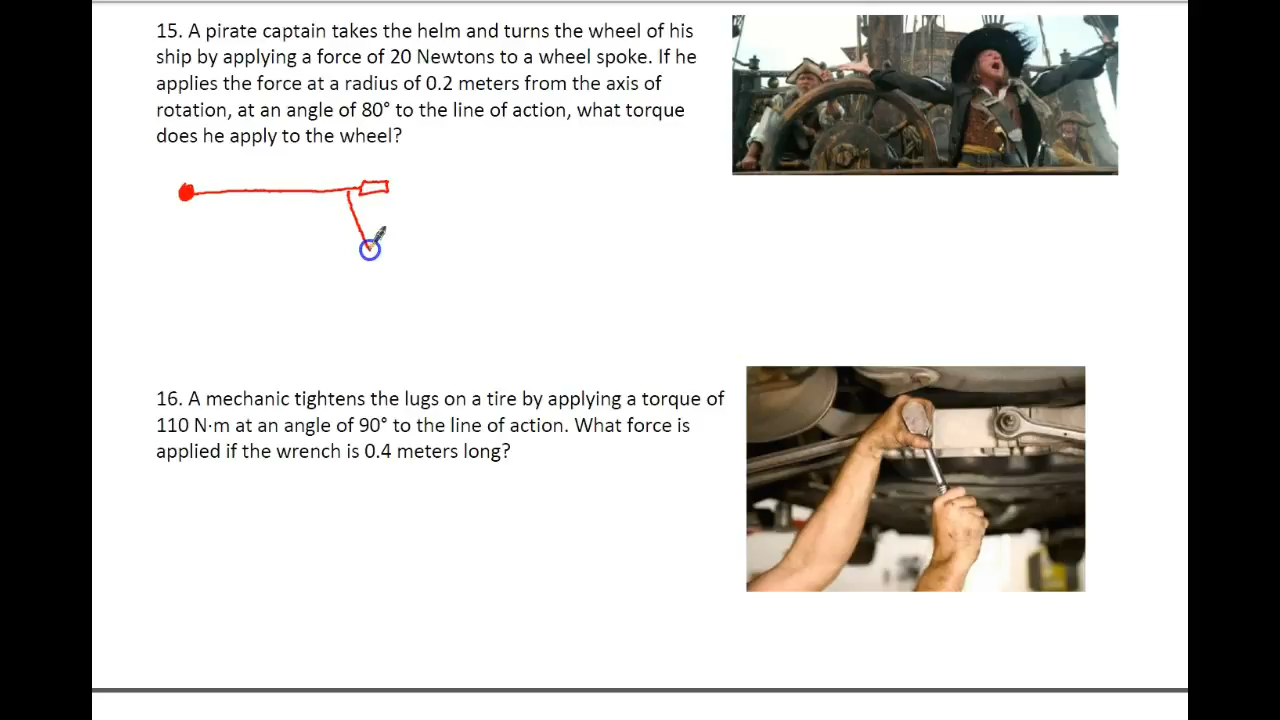 15. A pirate captain takes the helm and turns the wheel of his
ship by applying a force of 20 Newtons to a wheel spoke. If he
applies the force at a radius of 0.2 meters from the axis of
rotation, at an angle of 80° to the line of action, what torque
does he apply to the wheel?
16. A mechanic tightens the lugs on a tire by applying a torque of
110 N·m at an angle of 90° to the line of action. What force is
applied if the wrench is 0.4 meters long?